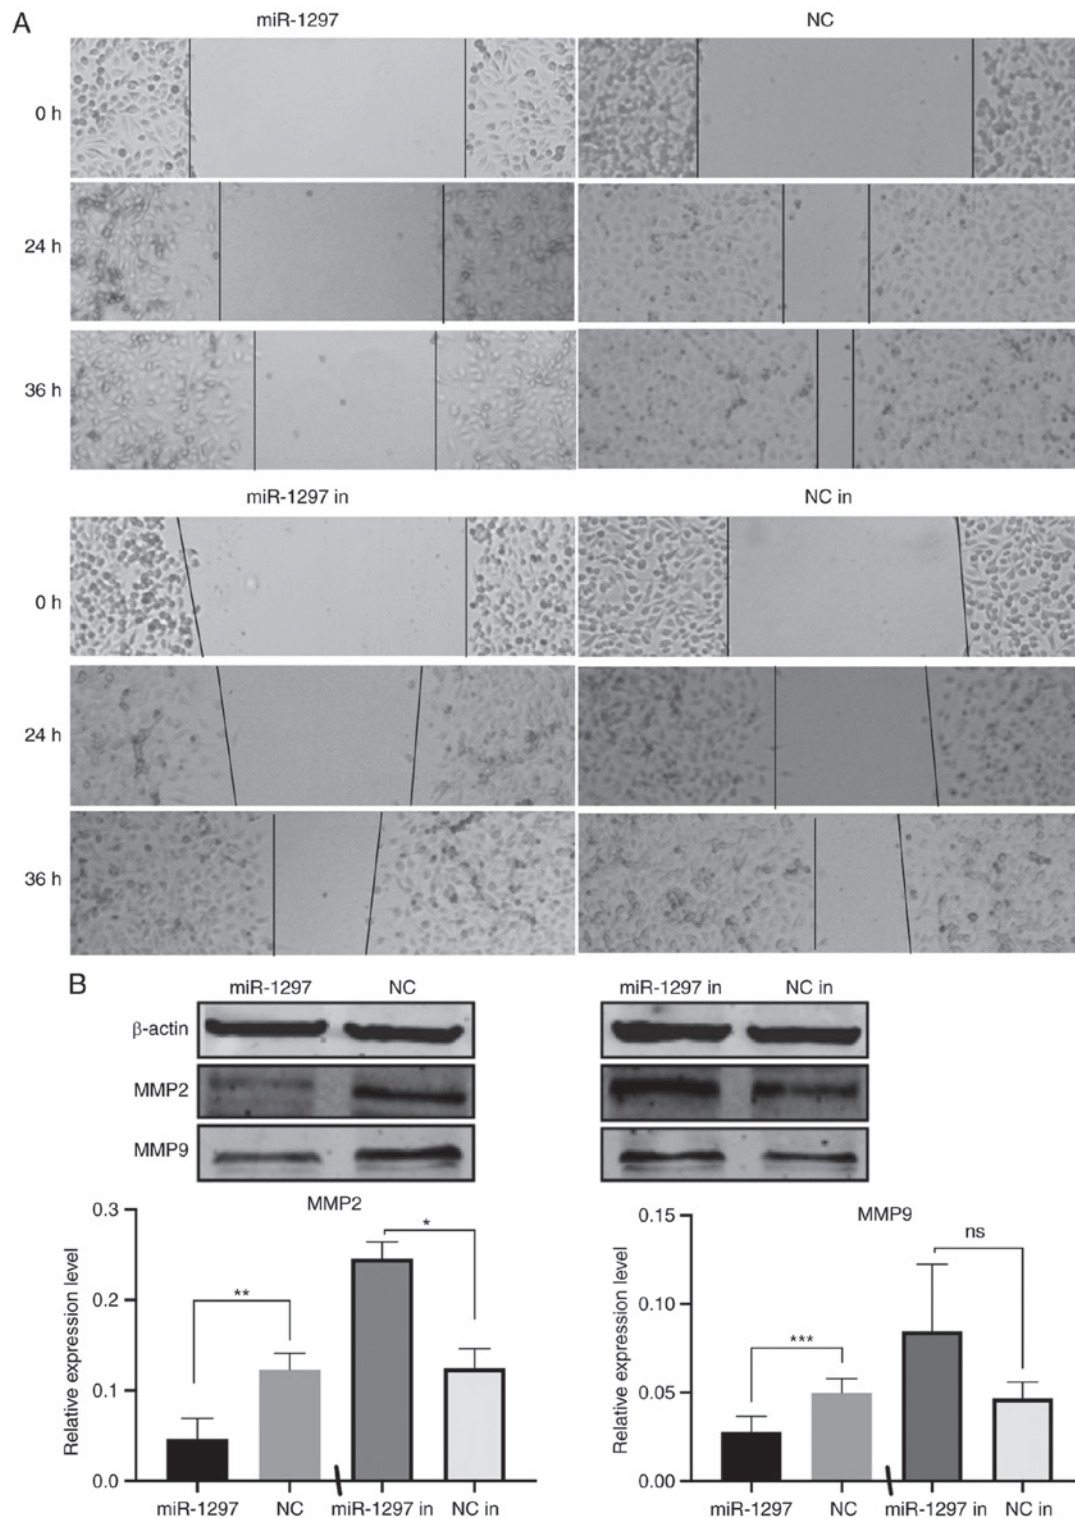 A
miR-1297 NC
0 h
24 h
36 h
miR-1297 in NC in
0 h
24 h
36 h
B
miR-1297 NC miR-1297 in NC in
β-actin
MMP2
MMP9
MMP2
Relative expression level
0.3
0.2
0.1
0.0
**
*
miR-1297 NC miR-1297 in NC in
MMP9
Relative expression level
0.15
0.10
0.05
0.00
***
ns
miR-1297 NC miR-1297 in NC in